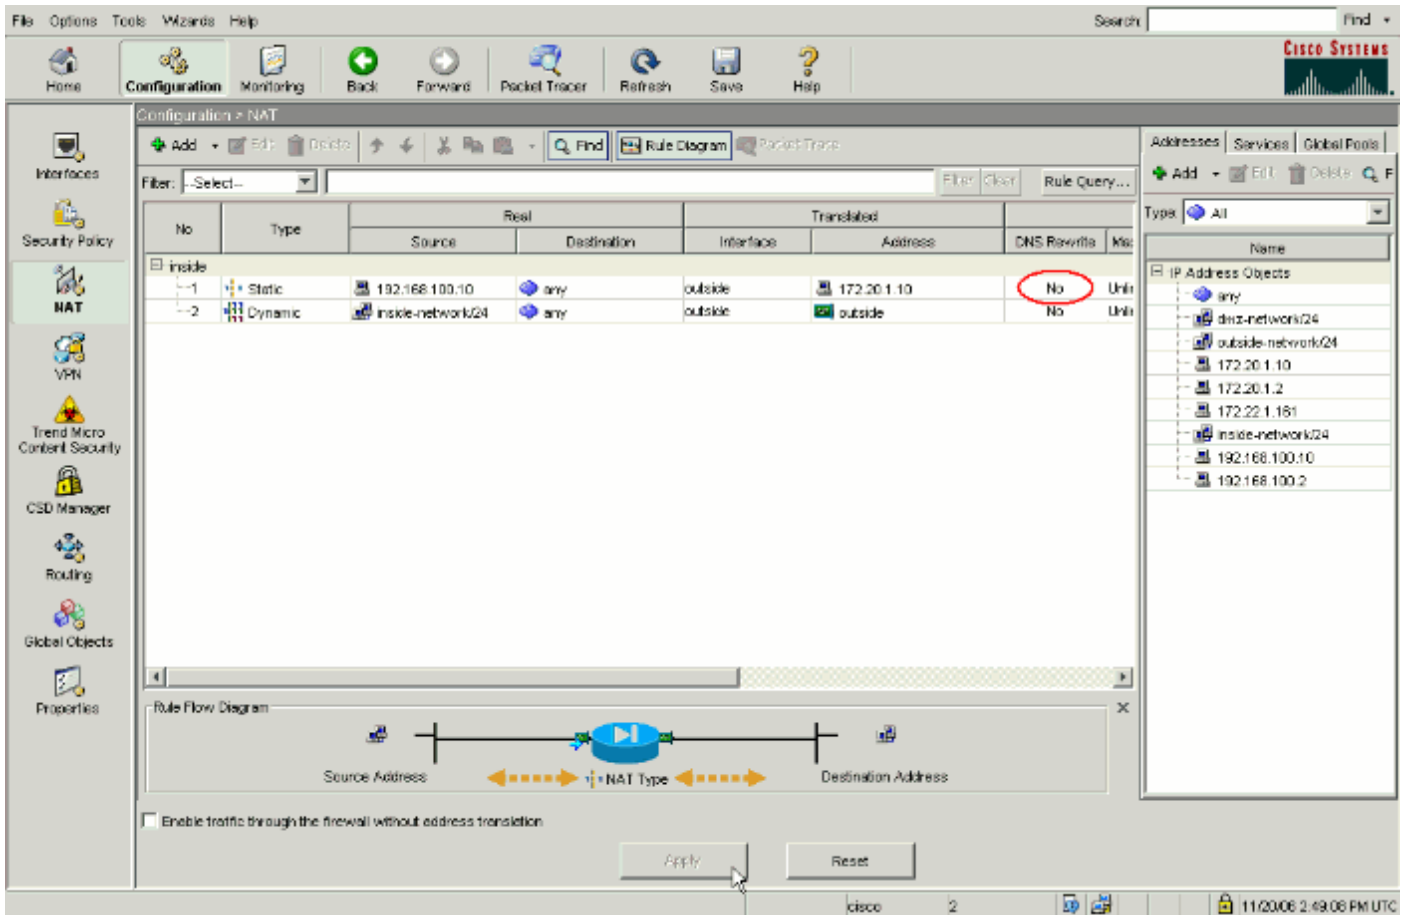 File Options Tools Wizards Help Search: Find
Home Configuration Monitoring Back Forward Packet Tracer Refresh Save Help
CISCO SYSTEMS
Configuration > NAT
Add Edit Delete Find Rule Diagram Packet Trace
Filter: --Select-- Filter Clear Rule Query...
No Type Real Translated
Source Destination Interface Address DNS Rewrite Max
inside
1 Static 192.168.100.10 any outside 172.20.1.10 No Unli
2 Dynamic inside-network/24 any outside outside No Unli
Interfaces
Security Policy
NAT
VPN
Trend Micro
Content Security
CSD Manager
Routing
Global Objects
Properties
Addresses Services Global Pools
Add Edit Delete F
Type: All
Name
IP Address Objects
any
dmz-network/24
outside-network/24
172.20.1.10
172.20.1.2
172.22.1.161
inside-network/24
192.168.100.10
192.168.100.2
Rule Flow Diagram
Source Address NAT Type Destination Address
Enable traffic through the firewall without address translation
Apply Reset
cisco 2 11/20/06 2:49:08 PM UTC